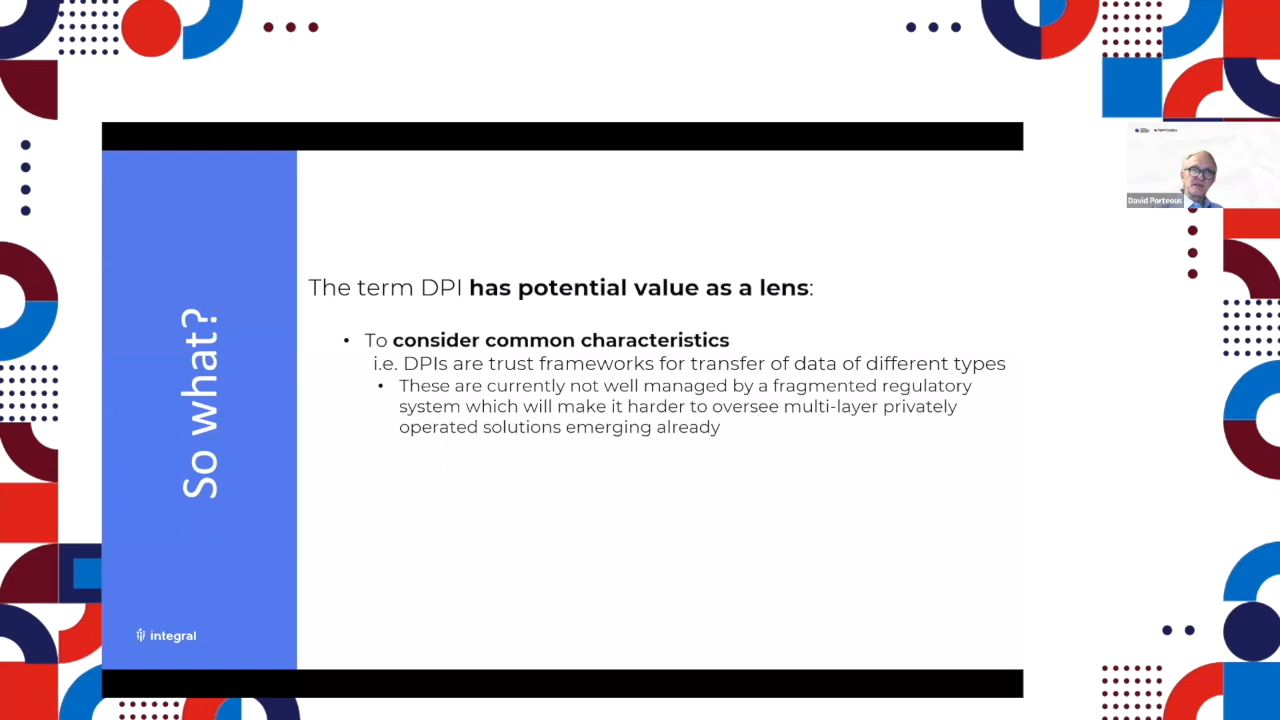 The term DPI has potential value as a lens:
• To consider common characteristics
i.e. DPIs are trust frameworks for transfer of data of different types
• These are currently not well managed by a fragmented regulatory
system which will make it harder to oversee multi-layer privately
operated solutions emerging already
So what?
integral
David Porteous